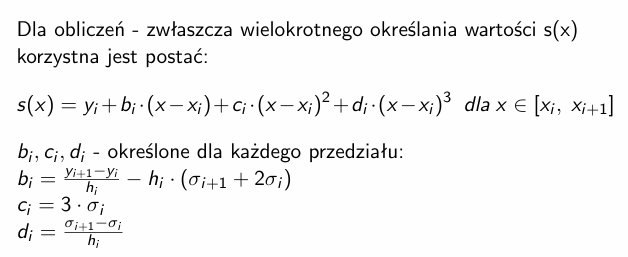 Dla obliczeń - zwłaszcza wielokrotnego określania wartości s(x)
korzystna jest postać:
s(x) = y_i + b_i·(x−x_i)+c_i·(x−x_i)^2+d_i·(x−x_i)^3 dla x ∈ [x_i, x_{i+1}]
b_i, c_i, d_i - określone dla każdego przedziału:
b_i = \frac{y_{i+1}−y_i}{h_i} − h_i · (σ_{i+1} + 2σ_i)
c_i = 3 · σ_i
d_i = \frac{σ_{i+1}−σ_i}{h_i}